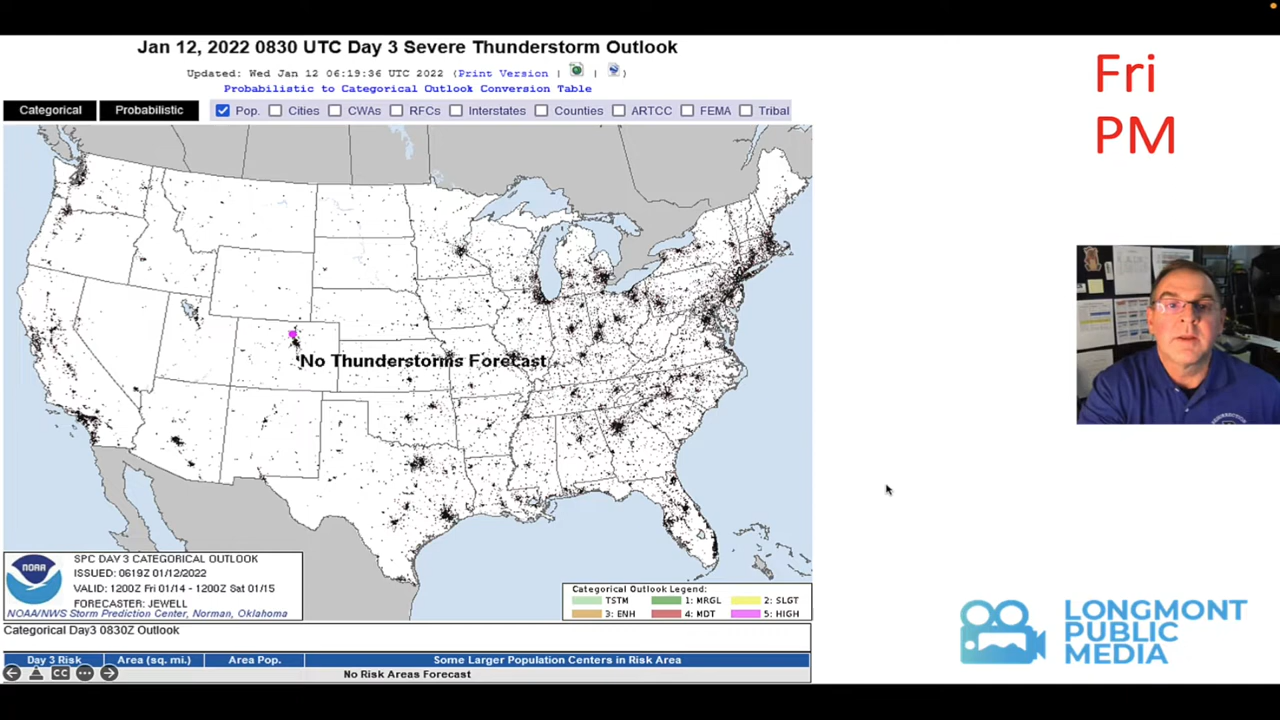 Jan 12, 2022 0830 UTC Day 3 Severe Thunderstorm Outlook
Updated: Wed Jan 12 06:19:36 UTC 2022 (Print Version | | )
Probabilistic to Categorical Outlook Conversion Table
Categorical Probabilistic Pop. Cities CWAs RFCs Interstates Counties ARTCC FEMA Tribal
Fri
PM
No Thunderstorms Forecast
NOAA
SPC DAY 3 CATEGORICAL OUTLOOK
ISSUED: 0619Z 01/12/2022
VALID: 1200Z Fri 01/14 - 1200Z Sat 01/15
FORECASTER: JEWELL
NOAA/NWS Storm Prediction Center, Norman, Oklahoma
Categorical Outlook Legend:
TSTM 1: MRGL 2: SLGT
3: ENH 4: MDT 5: HIGH
Categorical Day3 0830Z Outlook
Day 3 Risk Area (sq. mi.) Area Pop. Some Larger Population Centers in Risk Area
No Risk Areas Forecast
CC
LONGMONT
PUBLIC
MEDIA